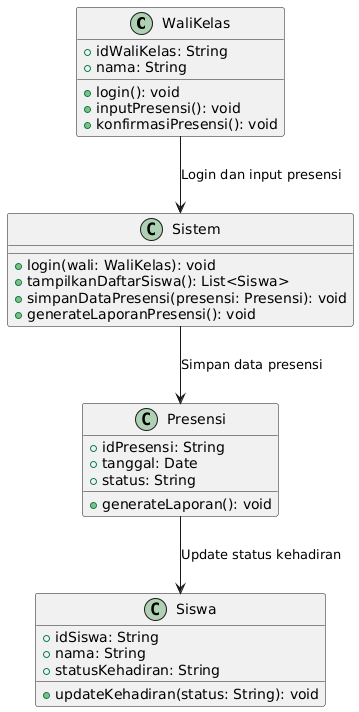 C WaliKelas
idWaliKelas: String
nama: String
login(): void
inputPresensi(): void
konfirmasiPresensi(): void
Login dan input presensi
C Sistem
login(wali: WaliKelas): void
tampilkanDaftarSiswa(): List<Siswa>
simpanDataPresensi(presensi: Presensi): void
generateLaporanPresensi(): void
Simpan data presensi
C Presensi
idPresensi: String
tanggal: Date
status: String
generateLaporan(): void
Update status kehadiran
C Siswa
idSiswa: String
nama: String
statusKehadiran: String
updateKehadiran(status: String): void